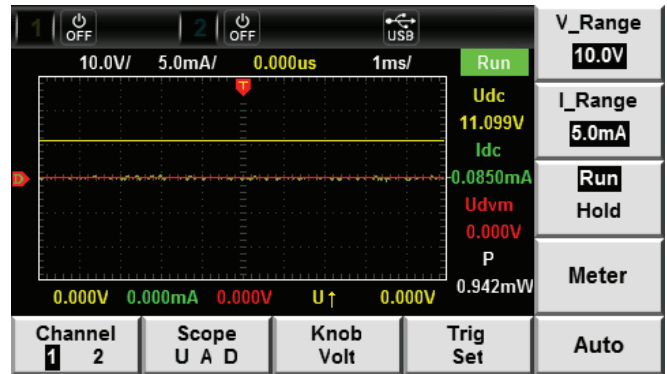 1 OFF 2 OFF USB
10.0V/ 5.0mA/ 0.000us 1ms/ Run
T
Udc
11.099V
Idc
D
-0.0850mA
Udvm
0.000V
P
0.942mW
0.000V 0.000mA 0.000V U↑ 0.000V
V_Range
10.0V
I_Range
5.0mA
Run
Hold
Meter
Auto
Channel
1 2
Scope
U A D
Knob
Volt
Trig
Set